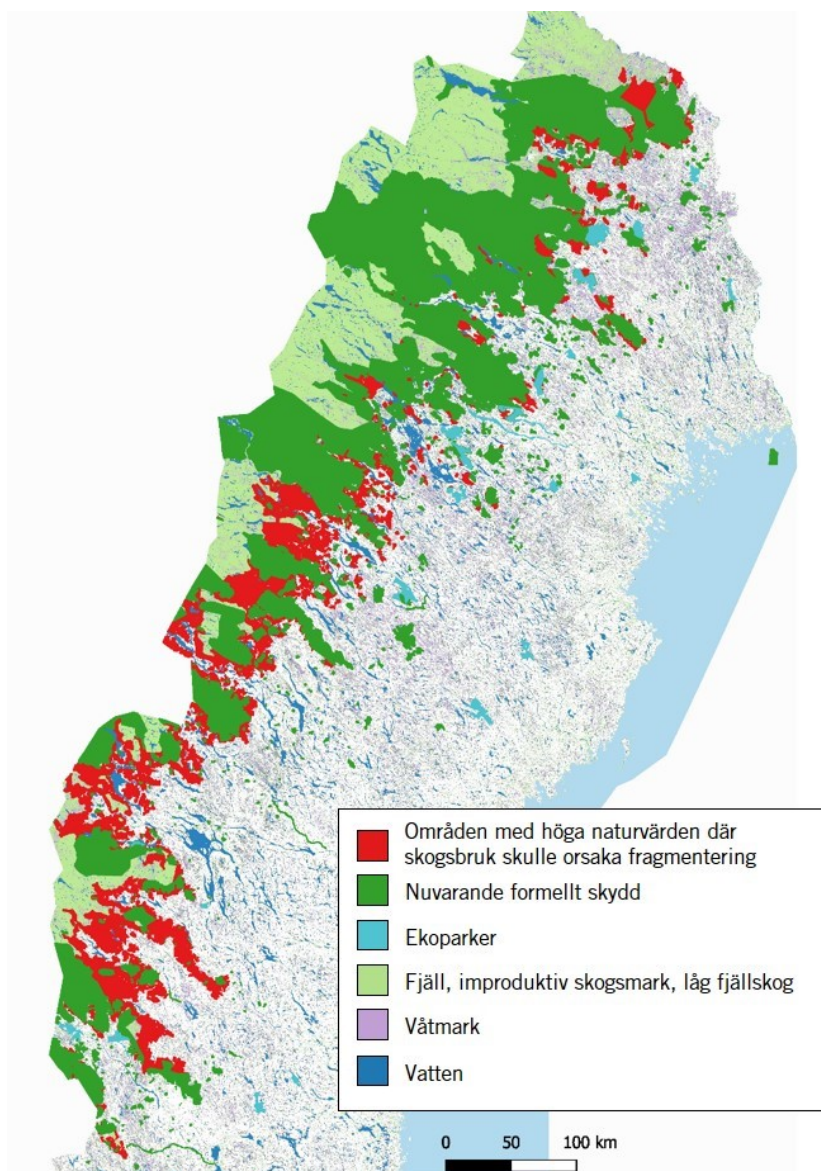 Områden med höga naturvärden där
skogsbruk skulle orsaka fragmentering
Nuvarande formellt skydd
Ekoparker
Fjäll, improduktiv skogsmark, låg fjällskog
Våtmark
Vatten
0 50 100 km